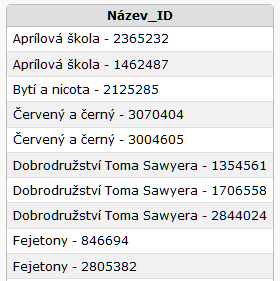 Název_ID
Aprílová škola - 2365232
Aprílová škola - 1462487
Bytí a nicota - 2125285
Červený a černý - 3070404
Červený a černý - 3004605
Dobrodružství Toma Sawyera - 1354561
Dobrodružství Toma Sawyera - 1706558
Dobrodružství Toma Sawyera - 2844024
Fejetony - 846694
Fejetony - 2805382